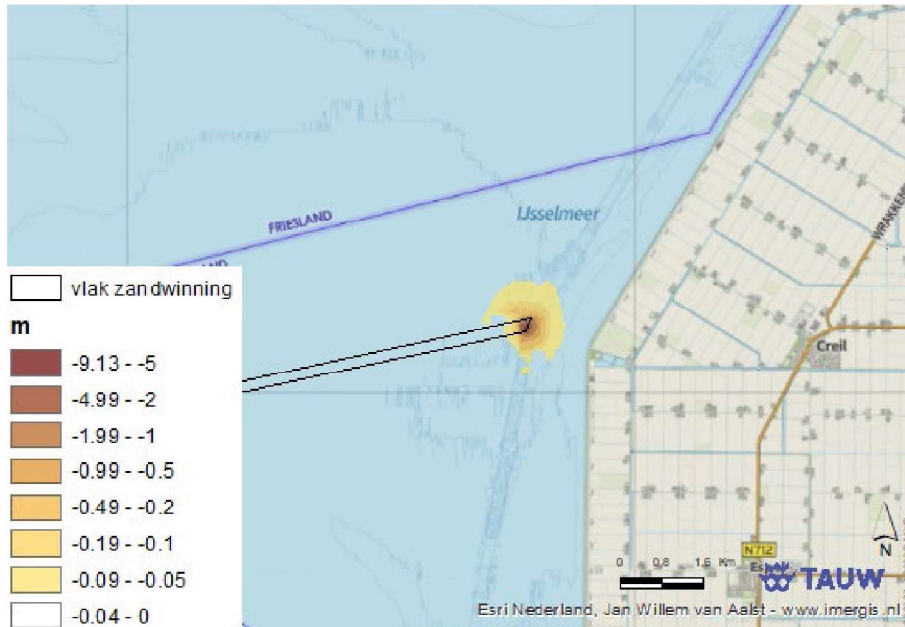 FRIESLAND
LAND
IJsselmeer
WRAKKEN
Creil
vlak zandwinning
m
-9.13 - -5
-4.99 - -2
-1.99 - -1
-0.99 - -0.5
-0.49 - -0.2
-0.19 - -0.1
-0.09 - -0.05
-0.04 - 0
N712
0 0.8 1.6 Km
N
TAUW
Esri Nederland, Jan Willem van Aalst - www.imergis.nl